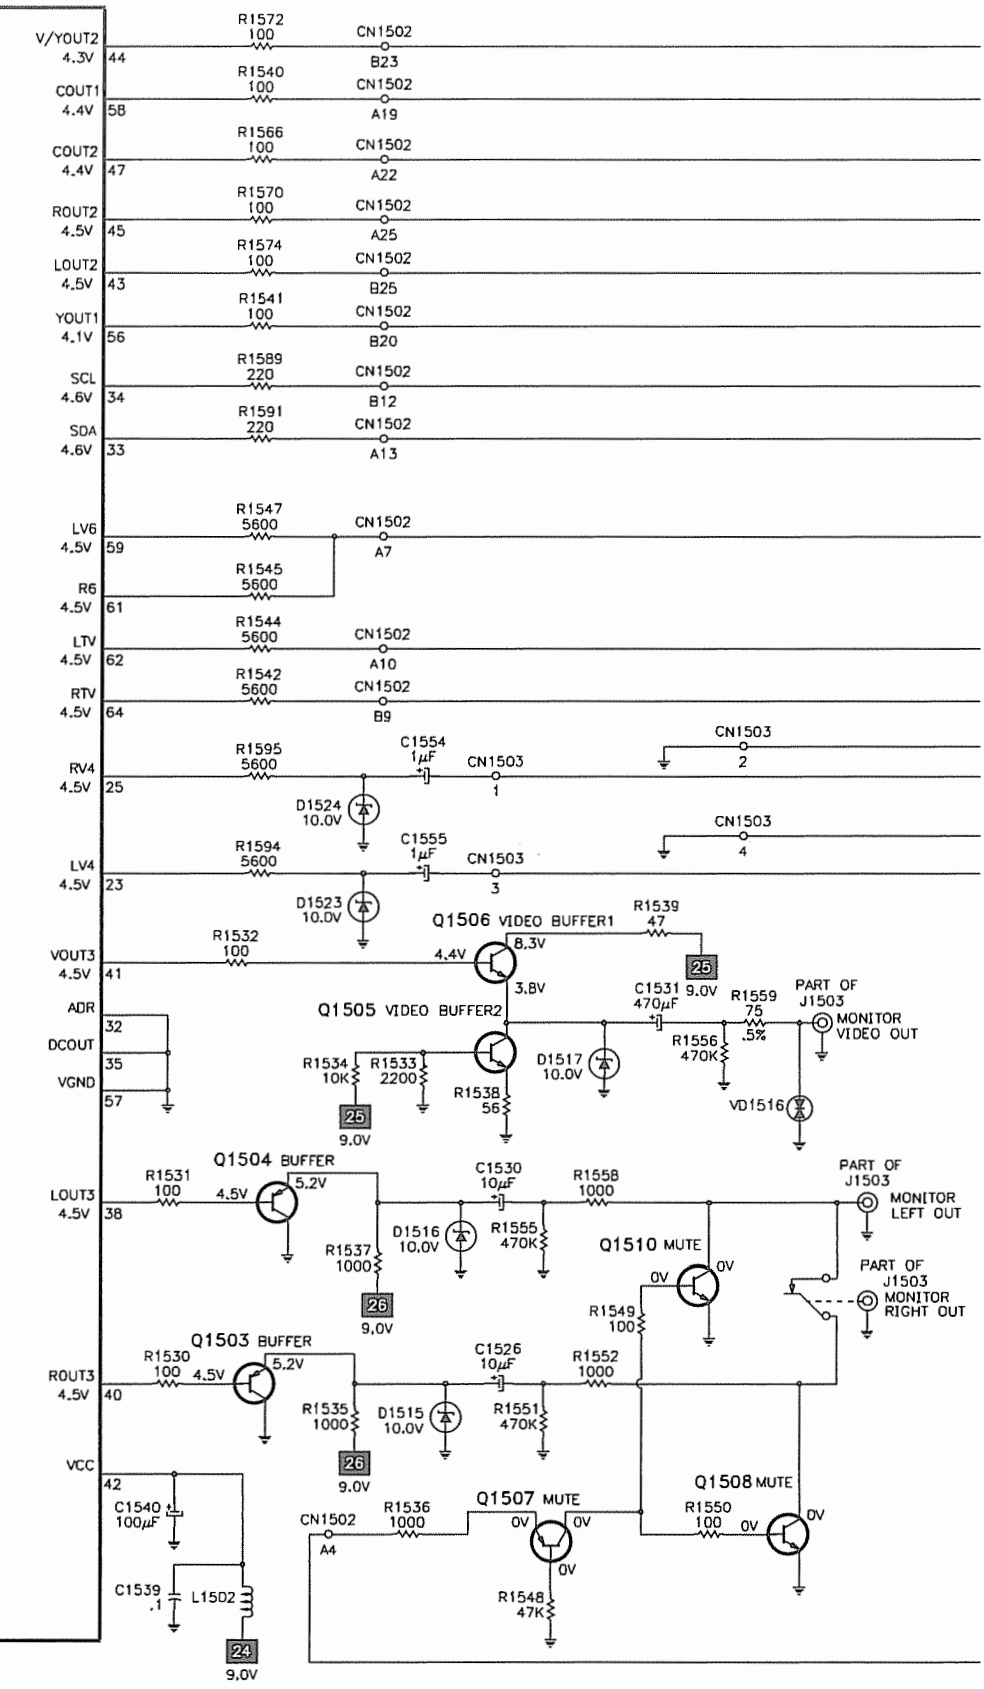 R1572
100
CN1502
V/YOUT2
4.3V
44
B23
R1540
100
CN1502
COUT1
4.4V
58
A19
R1566
100
CN1502
COUT2
4.4V
47
A22
R1570
100
CN1502
ROUT2
4.5V
45
A25
R1574
100
CN1502
LOUT2
4.5V
43
B25
R1541
100
CN1502
YOUT1
4.1V
56
B20
R1589
220
CN1502
SCL
4.6V
34
B12
R1591
220
CN1502
SDA
4.6V
33
A13
R1547
5600
CN1502
LV6
4.5V
59
A7
R1545
5600
R6
4.5V
61
R1544
5600
CN1502
LTV
4.5V
62
A10
R1542
5600
CN1502
RTV
4.5V
64
B9
CN1503
2
R1595
5600
C1554
1µF
+
CN1503
1
RV4
4.5V
25
D1524
10.0V
CN1503
4
R1594
5600
C1555
1µF
+
CN1503
3
LV4
4.5V
23
D1523
10.0V
Q1506 VIDEO BUFFER1
R1539
47
R1532
100
VOUT3
4.5V
41
4.4V
8.3V
3.8V
25
9.0V
Q1505 VIDEO BUFFER2
C1531
470µF
+
R1559
75
.5%
PART OF
J1503
MONITOR
VIDEO OUT
ADR
32
DCOUT
35
VGND
57
R1534
10K
R1533
2200
R1538
56
D1517
10.0V
R1556
470K
VD1516
25
9.0V
Q1504 BUFFER
R1531
100
LOUT3
4.5V
38
4.5V
5.2V
C1530
10µF
+
R1558
1000
PART OF
J1503
MONITOR
LEFT OUT
R1537
1000
D1516
10.0V
R1555
470K
Q1510 MUTE
0V
0V
26
9.0V
R1549
100
PART OF
J1503
MONITOR
RIGHT OUT
Q1503 BUFFER
R1530
100
ROUT3
4.5V
40
4.5V
5.2V
C1526
10µF
+
R1552
1000
R1535
1000
D1515
10.0V
R1551
470K
26
9.0V
VCC
42
C1540
100µF
+
CN1502
A4
R1536
1000
Q1507 MUTE
0V
0V
0V
R1548
47K
R1550
100
Q1508 MUTE
0V
0V
C1539
.1
L1502
24
9.0V